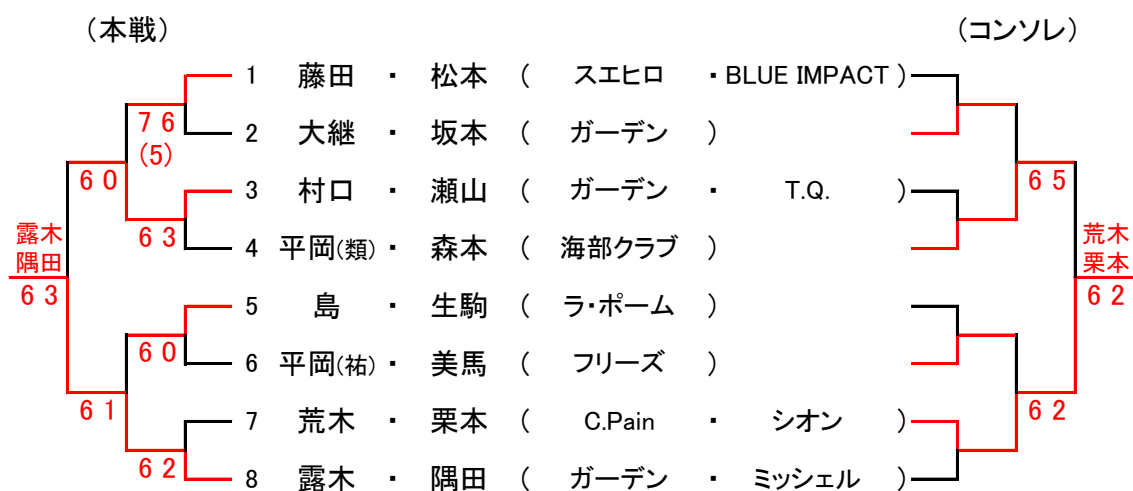 （本戦）（コンソレ）
1 藤田 ・ 松本 （ スエヒロ ・ BLUE IMPACT ）
7 6
(5)
2 大継 ・ 坂本 （ ガーデン ）
6 0
6 5
3 村口 ・ 瀬山 （ ガーデン ・ T.Q. ）
6 3
4 平岡(類) ・ 森本 （ 海部クラブ ）
露木
隅田
6 3
荒木
栗本
6 2
5 島 ・ 生駒 （ ラ・ポーム ）
6 0
6 平岡(祐) ・ 美馬 （ フリーズ ）
6 1
6 2
7 荒木 ・ 栗本 （ C.Pain ・ シオン ）
6 2
8 露木 ・ 隅田 （ ガーデン ・ ミッシェル ）